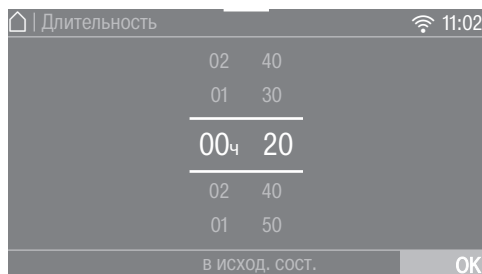 | Длительность 11:02
02 40
01 30
00ч 20
02 40
01 50
в исход. сост. OK